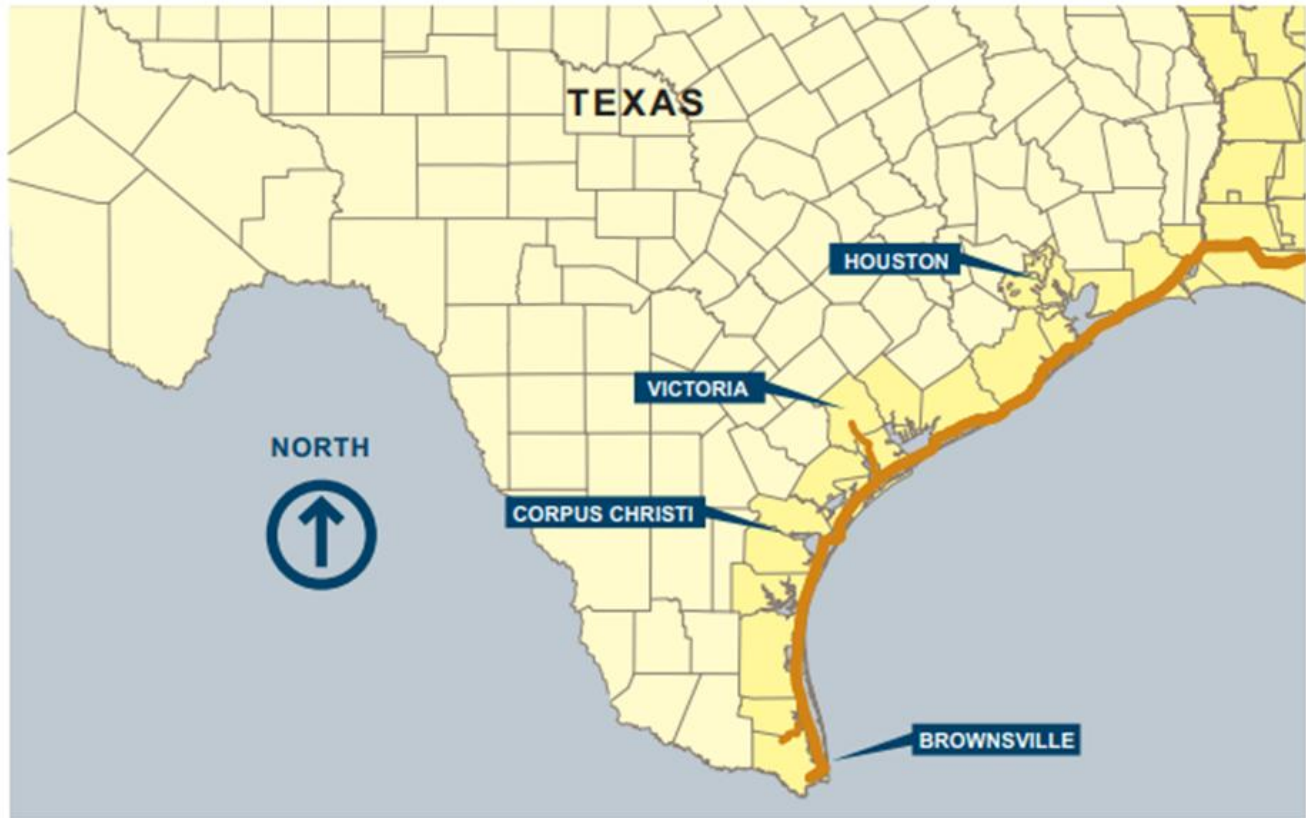 TEXAS
HOUSTON
VICTORIA
NORTH
CORPUS CHRISTI
BROWNSVILLE